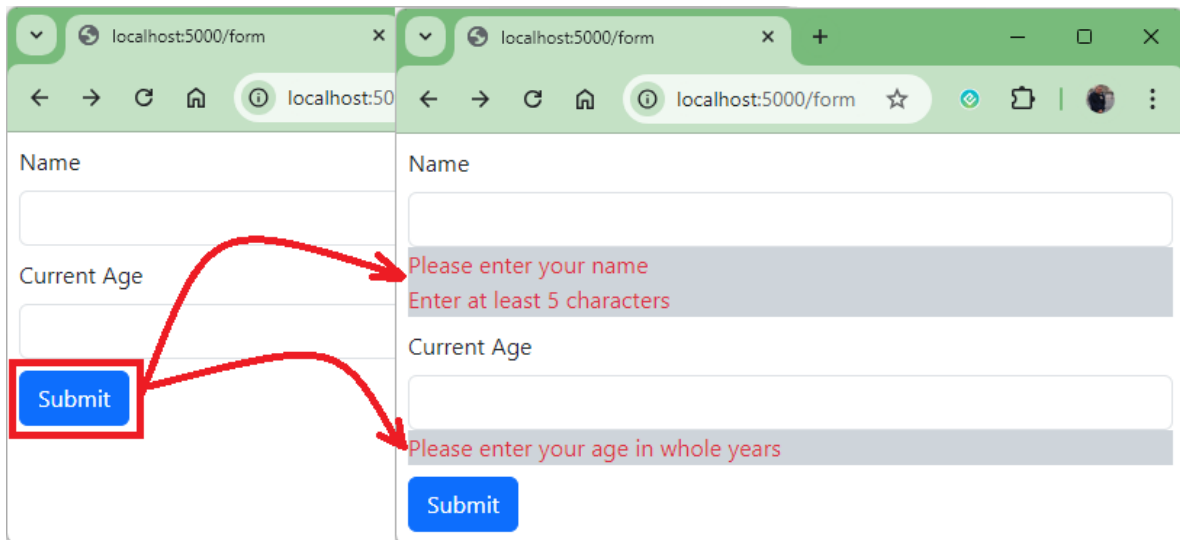 localhost:5000/form
localhost:50
Name
Current Age
Submit
localhost:5000/form
localhost:5000/form
Name
Please enter your name
Enter at least 5 characters
Current Age
Please enter your age in whole years
Submit